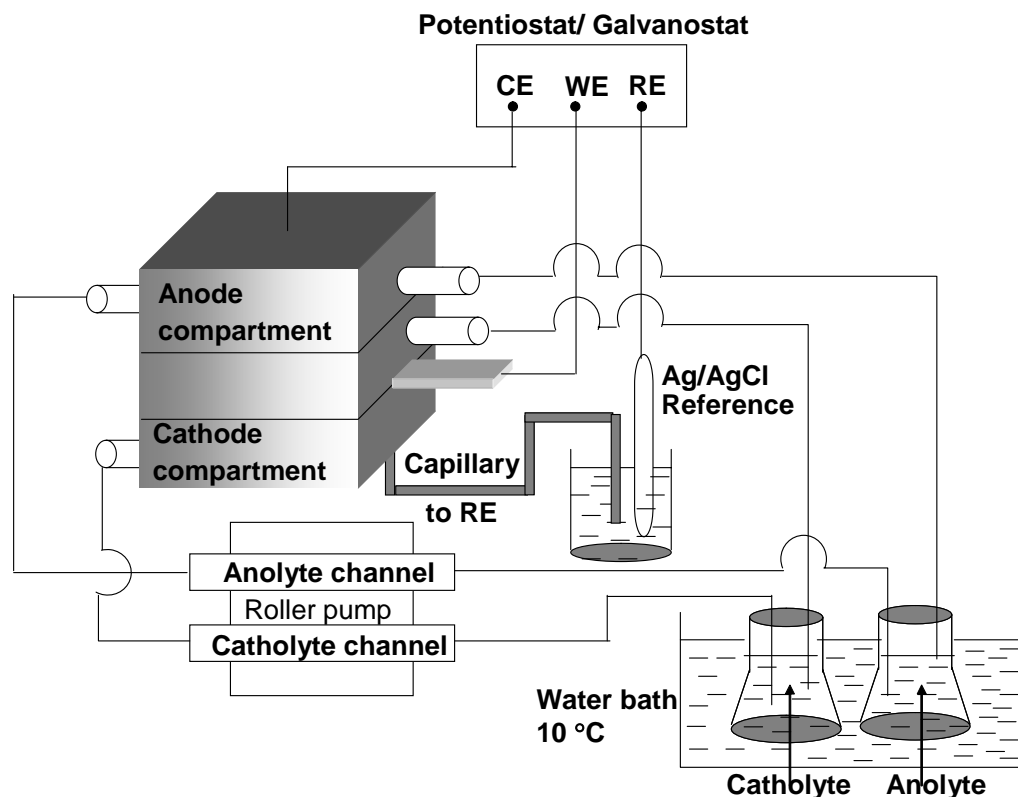 Potentiostat/ Galvanostat
CE WE RE
Anode
compartment
Ag/AgCl
Reference
Cathode
compartment
Capillary
to RE
Anolyte channel
Roller pump
Catholyte channel
Water bath
10 °C
Catholyte Anolyte